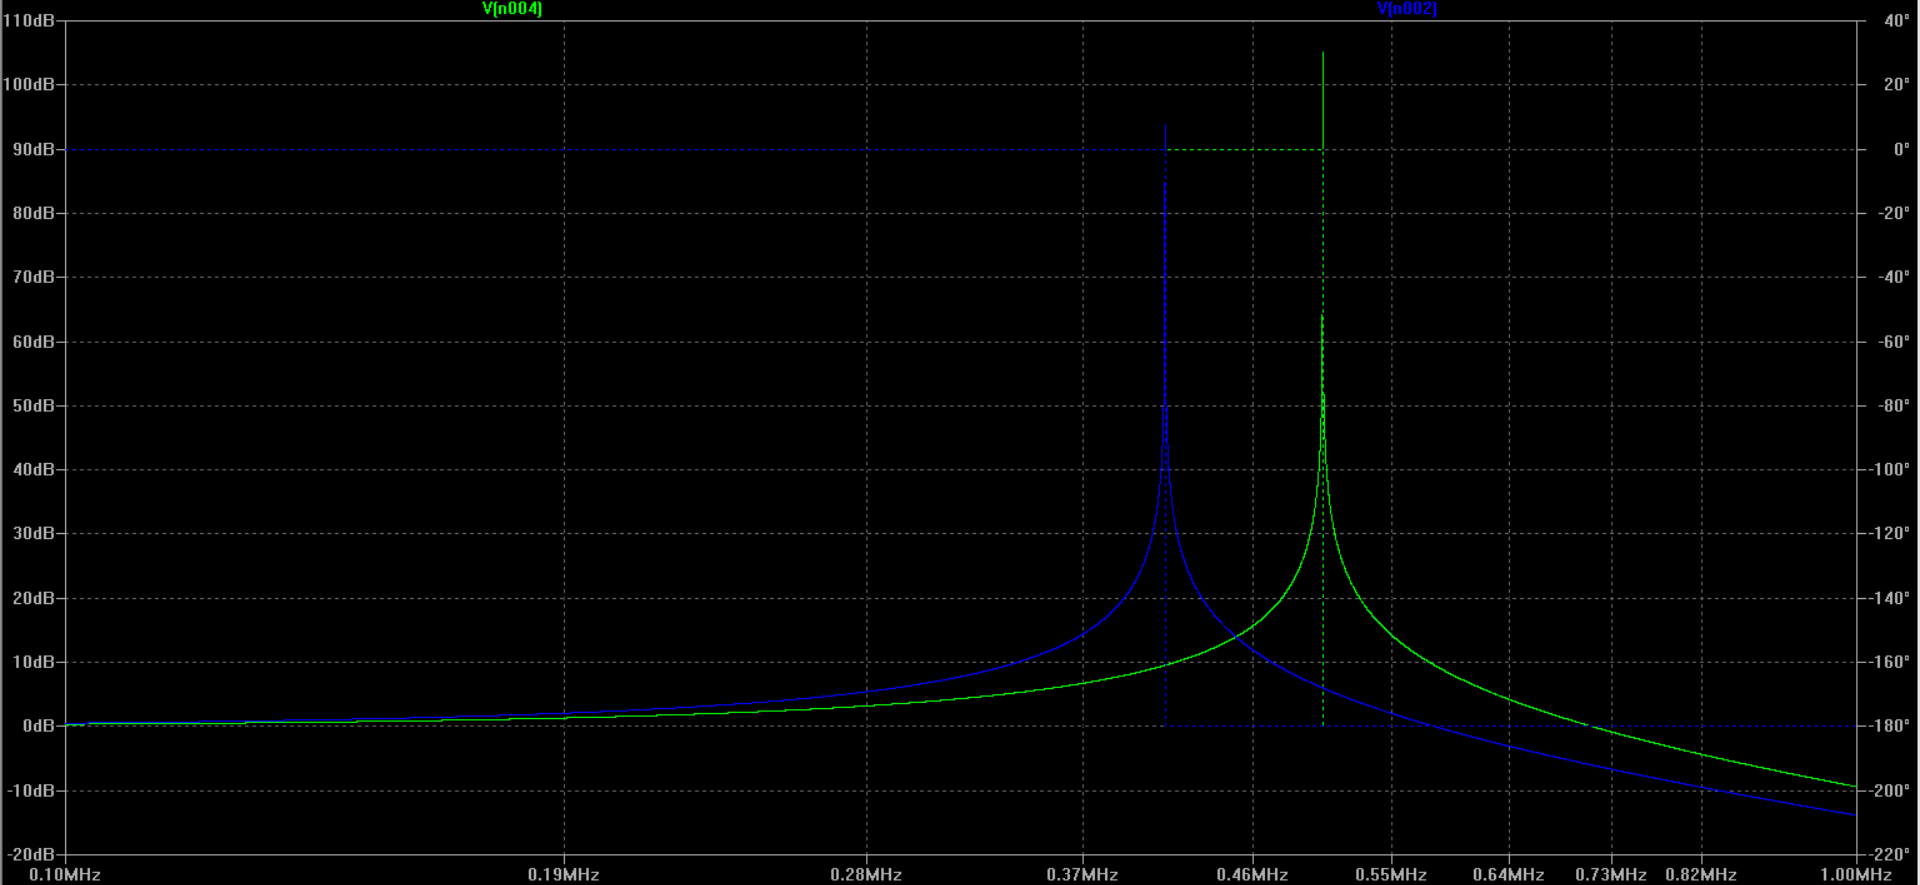 V(n004) V(n002)
110dB 40°
100dB 20°
90dB 0°
80dB -20°
70dB -40°
60dB -60°
50dB -80°
40dB -100°
30dB -120°
20dB -140°
10dB -160°
0dB -180°
-10dB -200°
-20dB -220°
0.10MHz 0.19MHz 0.28MHz 0.37MHz 0.46MHz 0.55MHz 0.64MHz 0.73MHz 0.82MHz 1.00MHz